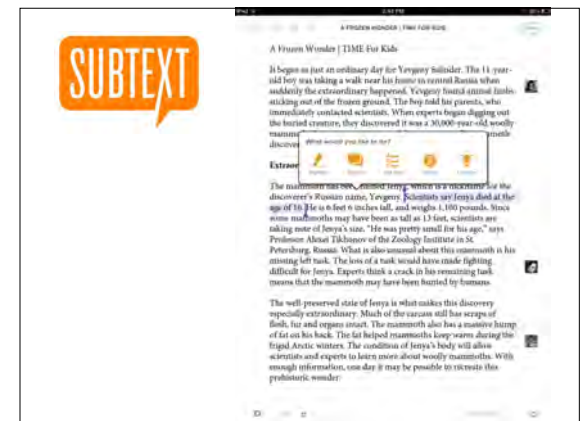 SUBTEXT
iPad
2:42 PM
A FROZEN WONDER | TIME FOR KIDS
A Frozen Wonder | TIME For Kids
It began as just an ordinary day for Yevgeny Salinder. The 11-year-
old boy was taking a walk near his home in central Russia when
suddenly the extraordinary happened. Yevgeny found animal limbs
sticking out of the frozen ground. The boy told his parents, who
immediately contacted scientists. When experts began digging out
the buried creature, they discovered it was a 30,000-year-old woolly
discover
What would you like to do?
Extraor
The mammoth has been named Jenya, which is a nickname for the
discoverer's Russian name, Yevgeny. Scientists say Jenya died at the
age of 16. He is 6 feet 6 inches tall, and weighs 1,100 pounds. Since
some mammoths may have been as tall as 13 feet, scientists are
taking note of Jenya's size. "He was pretty small for his age," says
Professor Alexei Tikhonov of the Zoology Institute in St.
Petersburg, Russia. What is also unusual about this mammoth is his
missing left tusk. The loss of a tusk would have made fighting
difficult for Jenya. Experts think a crack in his remaining tusk
means that the mammoth may have been hunted by humans.
The well-preserved state of Jenya is what makes this discovery
especially extraordinary. Much of the carcass still has scraps of
flesh, fur and organs intact. The mammoth also has a massive hump
of fat on his back. The fat helped mammoths keep warm during the
frigid Arctic winters. The condition of Jenya's body will allow
scientists and experts to learn more about woolly mammoths. With
enough information, one day it may be possible to recreate this
prehistoric wonder.